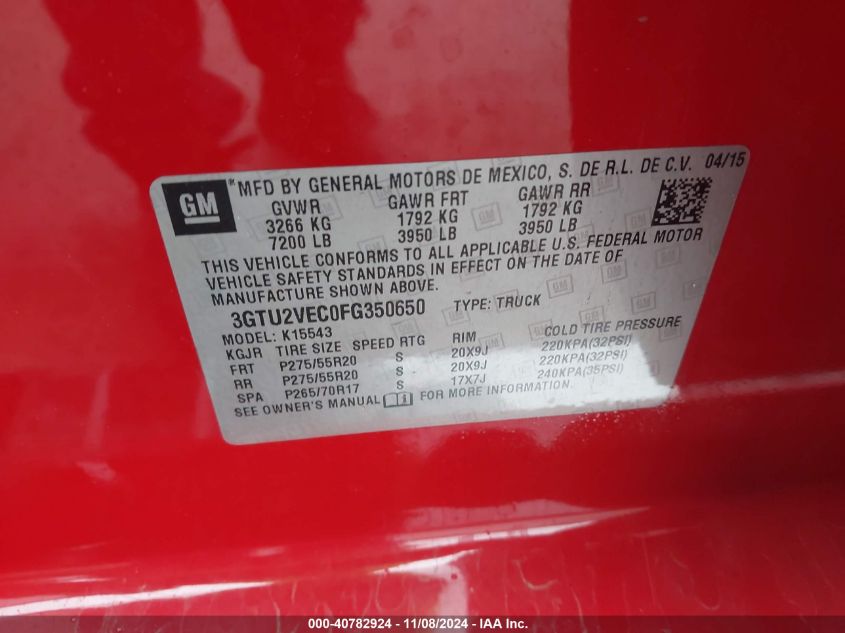 GM
MFD BY GENERAL MOTORS DE MEXICO, S. DE R.L. DE C.V. 04/15
GVWR GAWR FRT GAWR RR
3266 KG 1792 KG 1792 KG
7200 LB 3950 LB 3950 LB
THIS VEHICLE CONFORMS TO ALL APPLICABLE U.S. FEDERAL MOTOR
VEHICLE SAFETY STANDARDS IN EFFECT ON THE DATE OF
MANUFACTURE SHOWN ABOVE.
3GTU2VEC0FG350650 TYPE: TRUCK
MODEL: K15543
KGJR TIRE SIZE SPEED RTG RIM COLD TIRE PRESSURE
FRT P275/55R20 S 20X9J 220KPA(32PSI)
RR P275/55R20 S 20X9J 220KPA(32PSI)
SPA P265/70R17 S 17X7J 240KPA(35PSI)
SEE OWNER'S MANUAL FOR MORE INFORMATION.
000-40782924 | 11/08/2024 | IAA Inc.